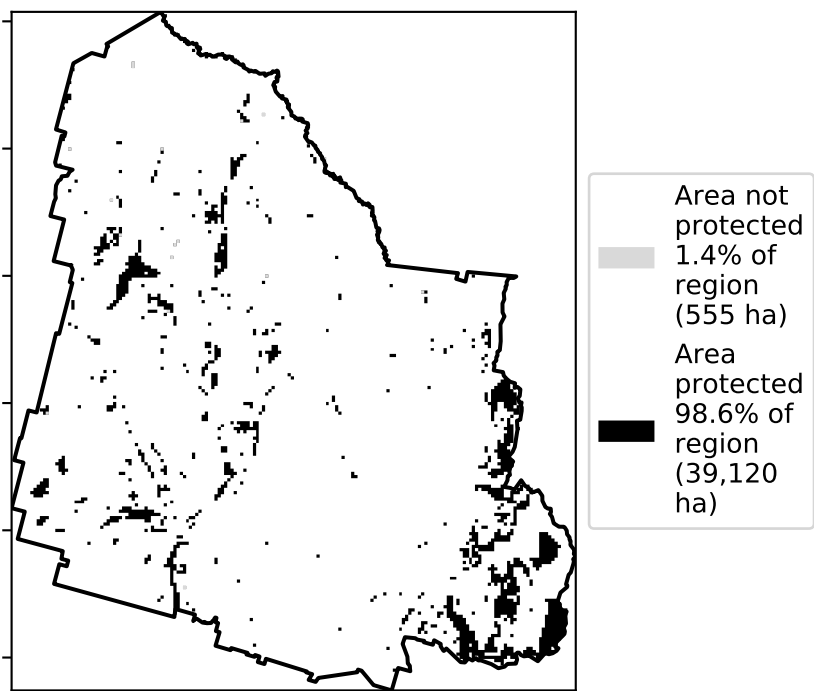 Area not
protected
1.4% of
region
(555 ha)
Area
protected
98.6% of
region
(39,120
ha)